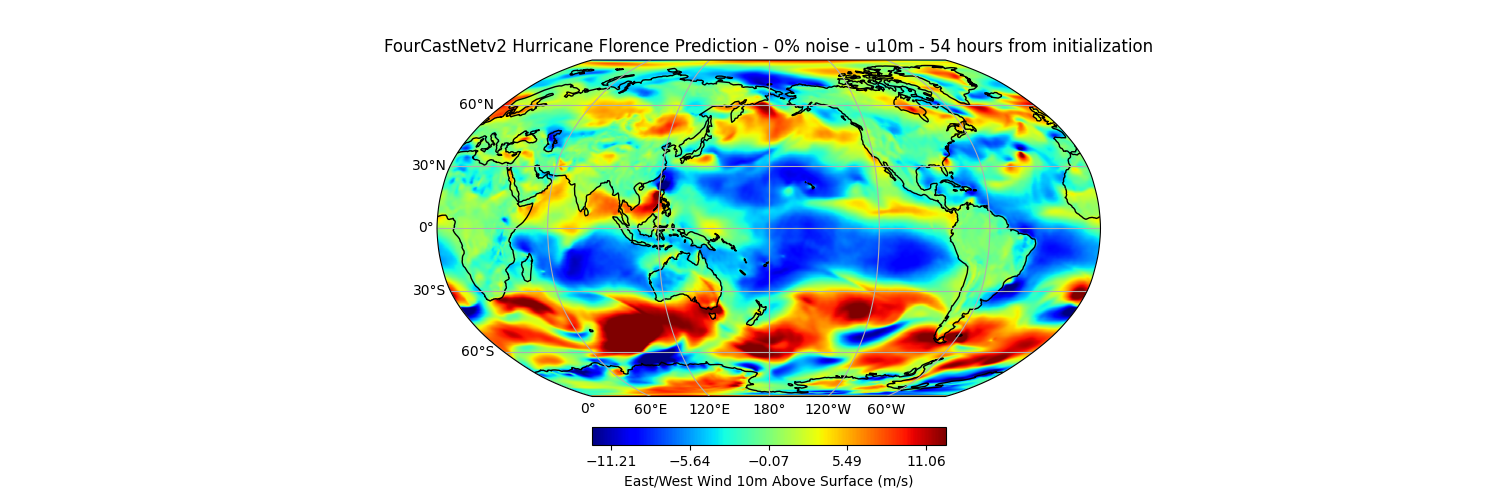 FourCastNetv2 Hurricane Florence Prediction - 0% noise - u10m - 54 hours from initialization
60°N
30°N
0°
30°S
60°S
0° 60°E 120°E 180° 120°W 60°W
−11.21 −5.64 −0.07 5.49 11.06
East/West Wind 10m Above Surface (m/s)